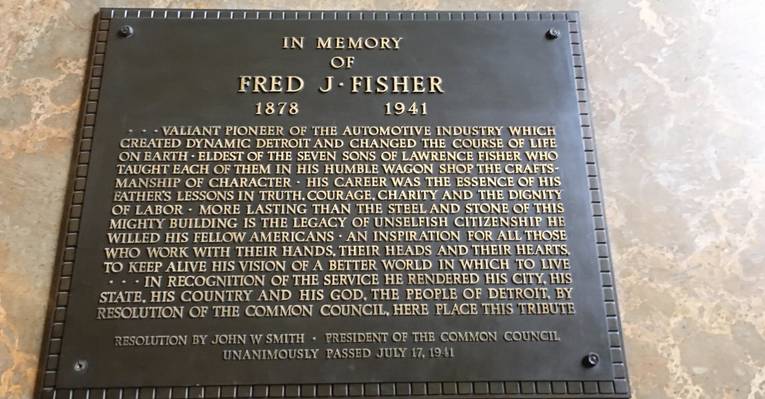 IN MEMORY
OF
FRED J · FISHER
1878 1941
· · · VALIANT PIONEER OF THE AUTOMOTIVE INDUSTRY WHICH
CREATED DYNAMIC DETROIT AND CHANGED THE COURSE OF LIFE
ON EARTH · ELDEST OF THE SEVEN SONS OF LAWRENCE FISHER WHO
TAUGHT EACH OF THEM IN HIS HUMBLE WAGON SHOP THE CRAFTS-
MANSHIP OF CHARACTER · HIS CAREER WAS THE ESSENCE OF HIS
FATHER'S LESSONS IN TRUTH, COURAGE, CHARITY AND THE DIGNITY
OF LABOR · MORE LASTING THAN THE STEEL AND STONE OF THIS
MIGHTY BUILDING IS THE LEGACY OF UNSELFISH CITIZENSHIP HE
WILLED HIS FELLOW AMERICANS · AN INSPIRATION FOR ALL THOSE
WHO WORK WITH THEIR HANDS, THEIR HEADS AND THEIR HEARTS,
TO KEEP ALIVE HIS VISION OF A BETTER WORLD IN WHICH TO LIVE
· · · IN RECOGNITION OF THE SERVICE HE RENDERED HIS CITY, HIS
STATE, HIS COUNTRY AND HIS GOD, THE PEOPLE OF DETROIT, BY
RESOLUTION OF THE COMMON COUNCIL, HERE PLACE THIS TRIBUTE
RESOLUTION BY JOHN W SMITH · PRESIDENT OF THE COMMON COUNCIL
UNANIMOUSLY PASSED JULY 17, 1941